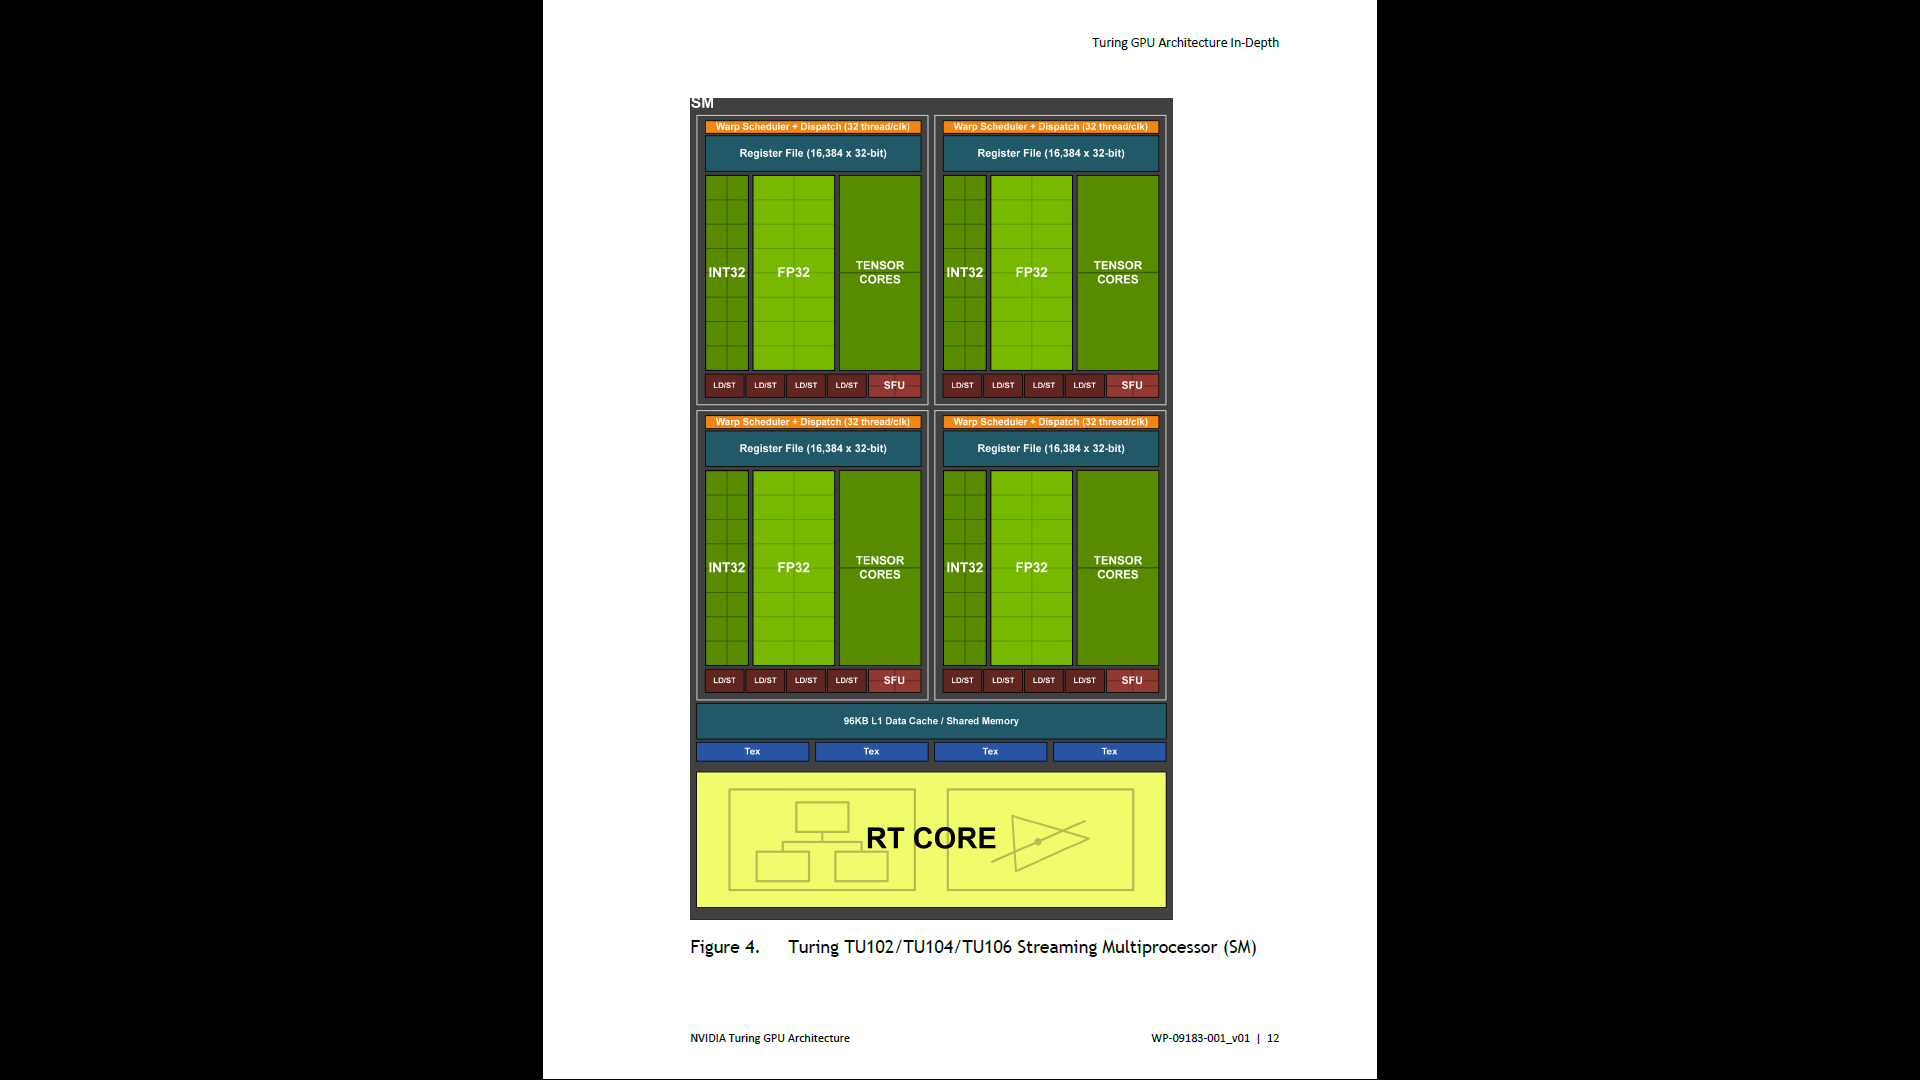 Turing GPU Architecture In-Depth
SM
Warp Scheduler + Dispatch (32 thread/clk)
Register File (16,384 x 32-bit)
INT32
FP32
TENSOR
CORES
LD/ST LD/ST LD/ST LD/ST SFU
Warp Scheduler + Dispatch (32 thread/clk)
Register File (16,384 x 32-bit)
INT32
FP32
TENSOR
CORES
LD/ST LD/ST LD/ST LD/ST SFU
Warp Scheduler + Dispatch (32 thread/clk)
Register File (16,384 x 32-bit)
INT32
FP32
TENSOR
CORES
LD/ST LD/ST LD/ST LD/ST SFU
Warp Scheduler + Dispatch (32 thread/clk)
Register File (16,384 x 32-bit)
INT32
FP32
TENSOR
CORES
LD/ST LD/ST LD/ST LD/ST SFU
96KB L1 Data Cache / Shared Memory
Tex Tex Tex Tex
RT CORE
Figure 4. Turing TU102/TU104/TU106 Streaming Multiprocessor (SM)
NVIDIA Turing GPU Architecture
WP-09183-001_v01 | 12